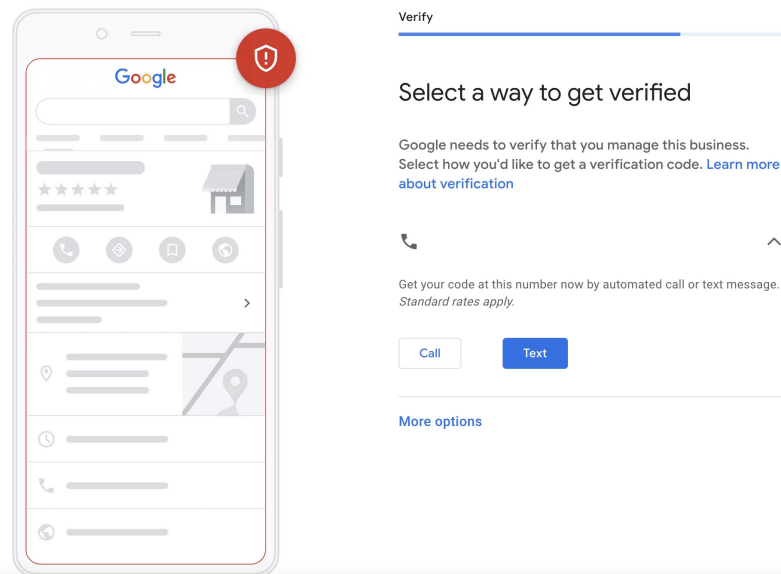 Google
Verify
Select a way to get verified
Google needs to verify that you manage this business.
Select how you'd like to get a verification code. Learn more
about verification
Get your code at this number now by automated call or text message.
Standard rates apply.
Call
Text
More options